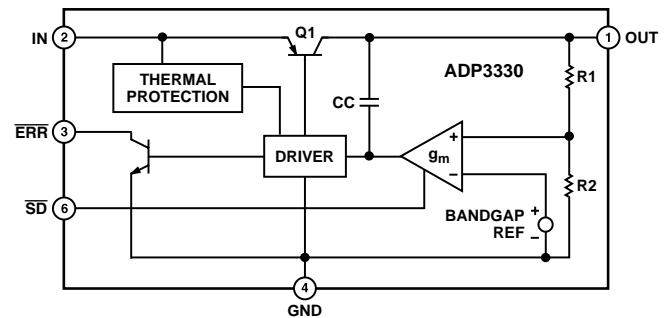 IN
2
Q1
1
OUT
THERMAL
PROTECTION
ADP3330
R1
CC
ERR
3
DRIVER
+
gm
−
R2
SD
6
BANDGAP
REF
+
−
4
GND